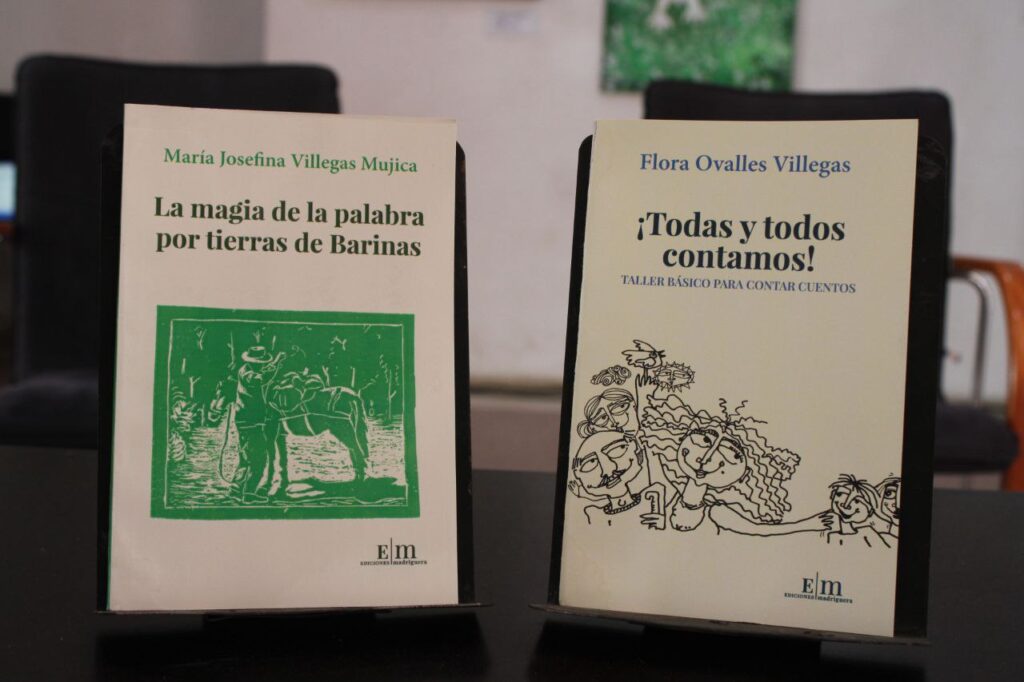 María Josefina Villegas Mujica
La magia de la palabra
por tierras de Barinas
E|m
EDICIONES|madriguera
Flora Ovalles Villegas
¡Todas y todos
contamos!
TALLER BÁSICO PARA CONTAR CUENTOS
E|m
EDICIONES|madriguera